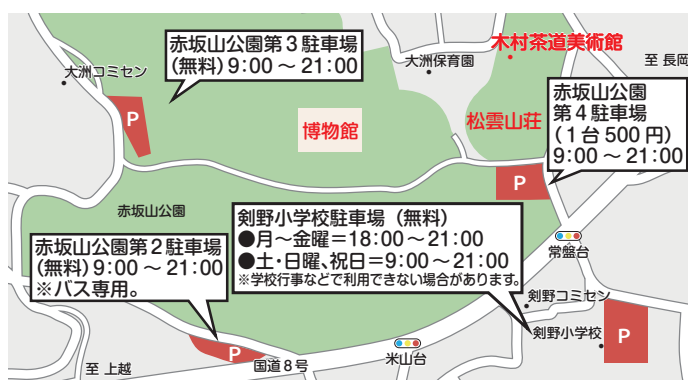 赤坂山公園第3駐車場
(無料)9:00～21:00
大洲コミセン
P
大洲保育園
木村茶道美術館
至 長岡
赤坂山公園
第4駐車場
(1台500円)
9:00～21:00
博物館
松雲山荘
P
赤坂山公園
剣野小学校駐車場(無料)
●月～金曜=18:00～21:00
●土・日曜、祝日=9:00～21:00
※学校行事などで利用できない場合があります。
赤坂山公園第2駐車場
(無料)9:00～21:00
※バス専用。
常盤台
剣野コミセン
剣野小学校
P
P
国道8号
米山台
至 上越